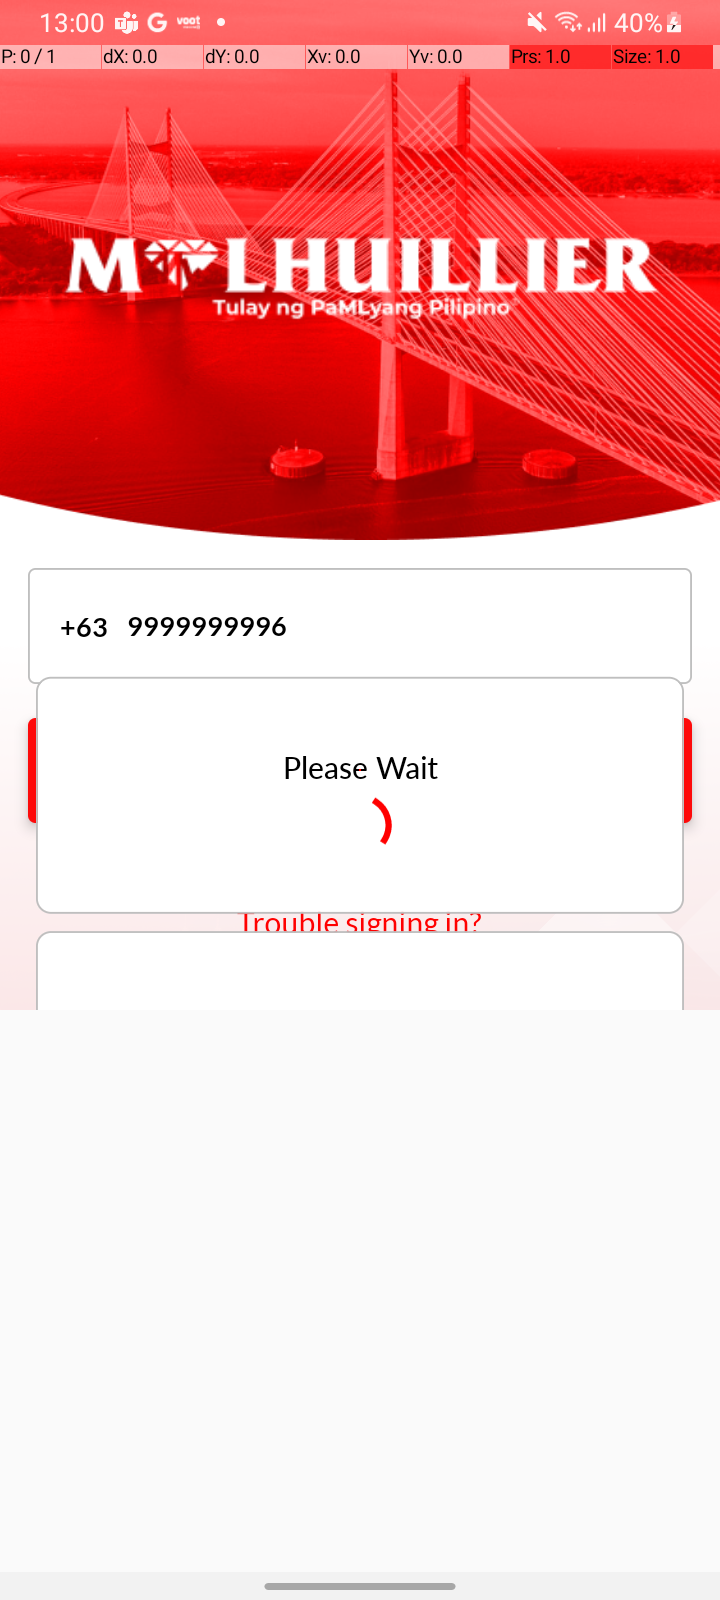 13:00 voot 40%
P: 0 / 1 dX: 0.0 dY: 0.0 Xv: 0.0 Yv: 0.0 Prs: 1.0 Size: 1.0
M LHUILLIER
Tulay ng PaMLyang Pilipino
+63 9999999996
Please Wait
Trouble signing in?